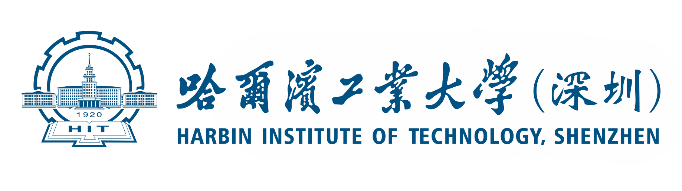 1920
HIT
哈爾濱工業大學(深圳)
HARBIN INSTITUTE OF TECHNOLOGY, SHENZHEN